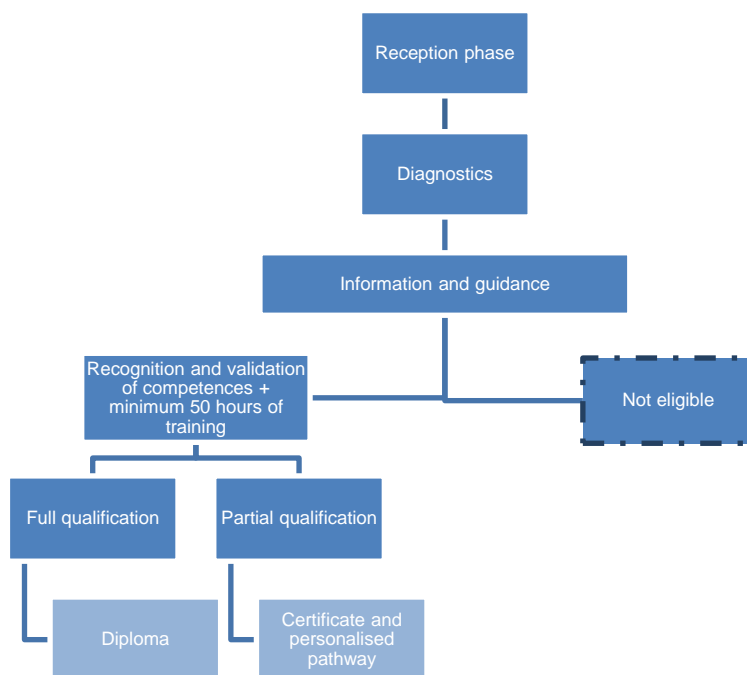 Reception phase
Diagnostics
Information and guidance
Recognition and validation
of competences +
minimum 50 hours of
training
Not eligible
Full qualification
Partial qualification
Diploma
Certificate and
personalised
pathway